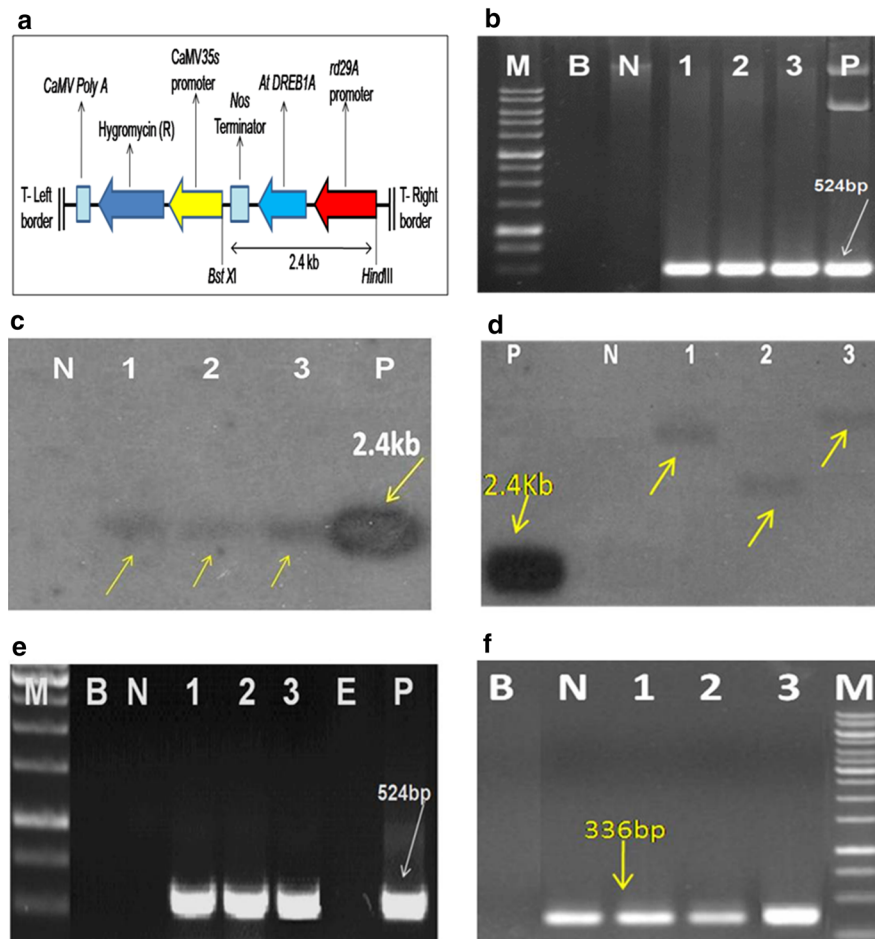 a
CaMV Poly A
Hygromycin (R)
CaMV35s
promoter
Nos
Terminator
At DREB1A
rd29A
promoter
T- Left
border
T- Right
border
2.4 kb
Bst XI
HindIII
b
M B N 1 2 3 P
524bp
c
N 1 2 3 P
2.4kb
d
P N 1 2 3
2.4Kb
e
M B N 1 2 3 E P
524bp
f
B N 1 2 3 M
336bp